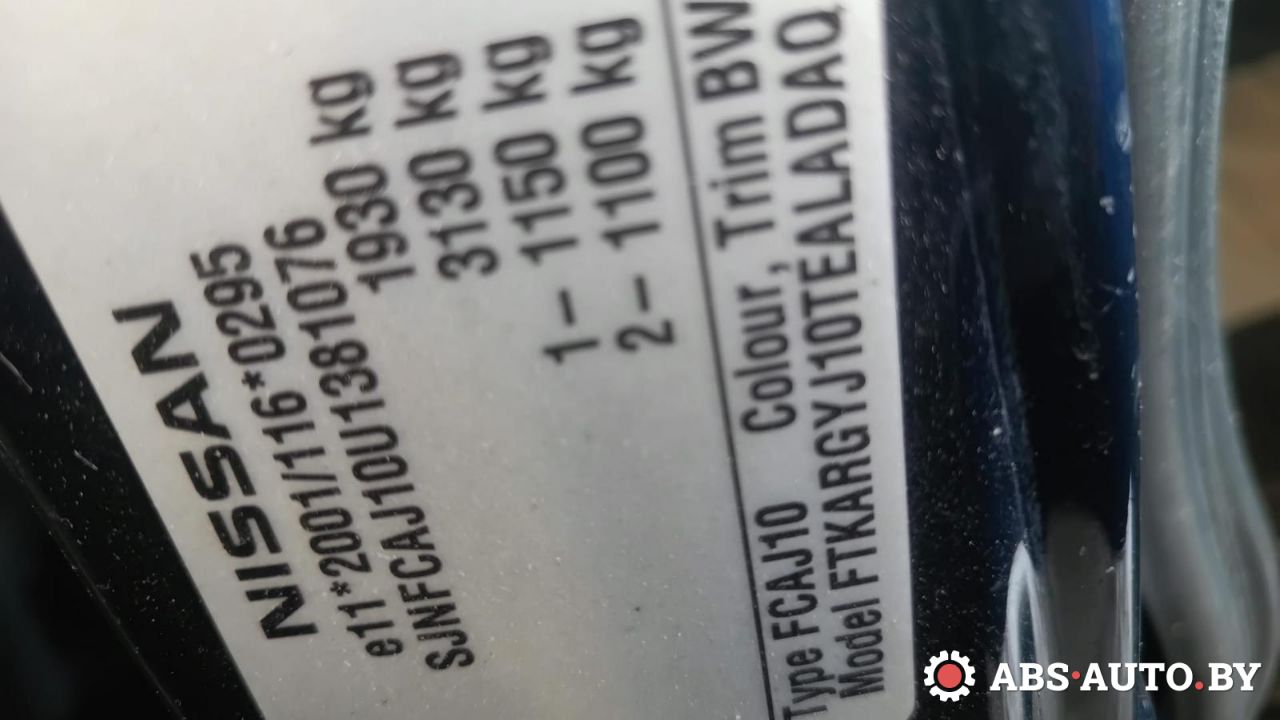 NISSAN
e11*2001/116*0295
SJNFCAJ10U1381076
1930 kg
3130 kg
1– 1150 kg
2– 1100 kg
Type FCAJ10 Colour, Trim BW
Model FTKARGYJ10TEALADAQ
ABS·AUTO.BY